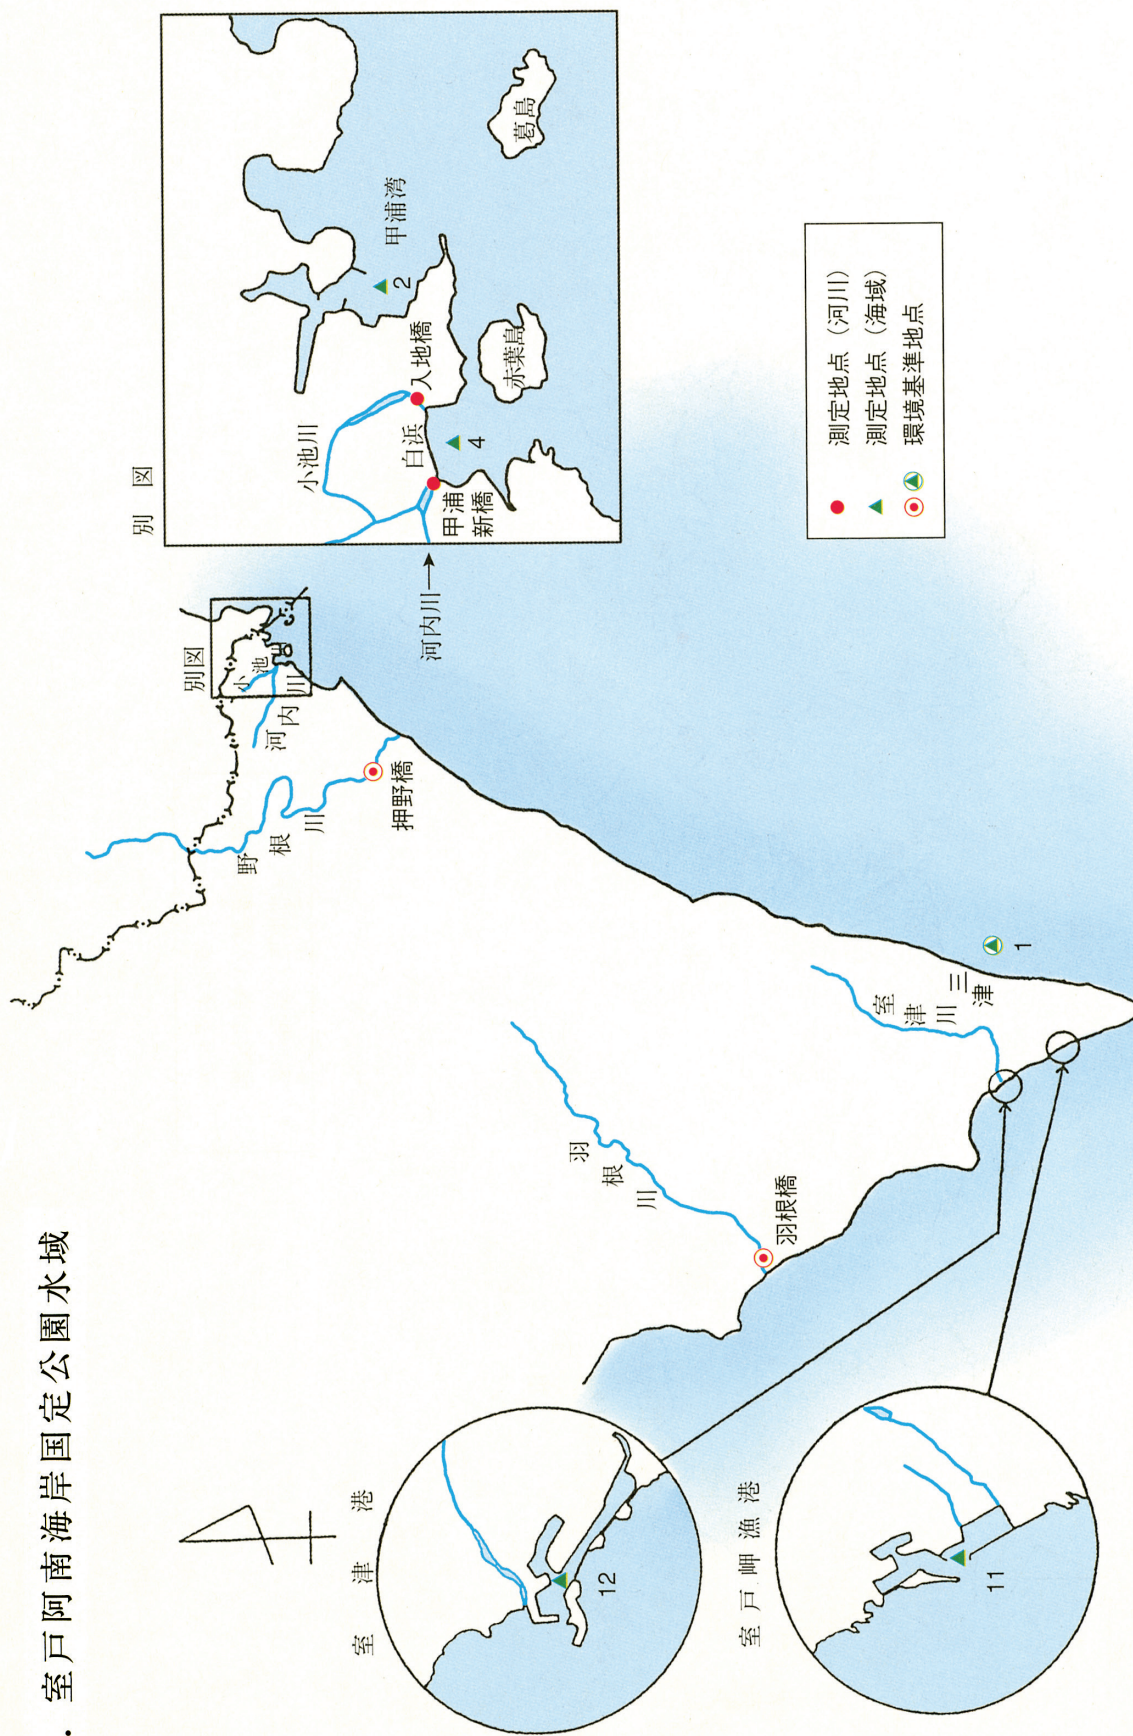 ．室戸阿南海岸国定公園水域
別図
小池川
甲浦湾
2
入地橋
白浜
4
甲浦
新橋
赤葉島
葛島
河内川
別図
小池川
河内川
野根川
押野橋
測定地点（河川）
測定地点（海域）
環境基準地点
羽根川
羽根橋
室津川
三津
1
室津港
12
室戸岬漁港
11